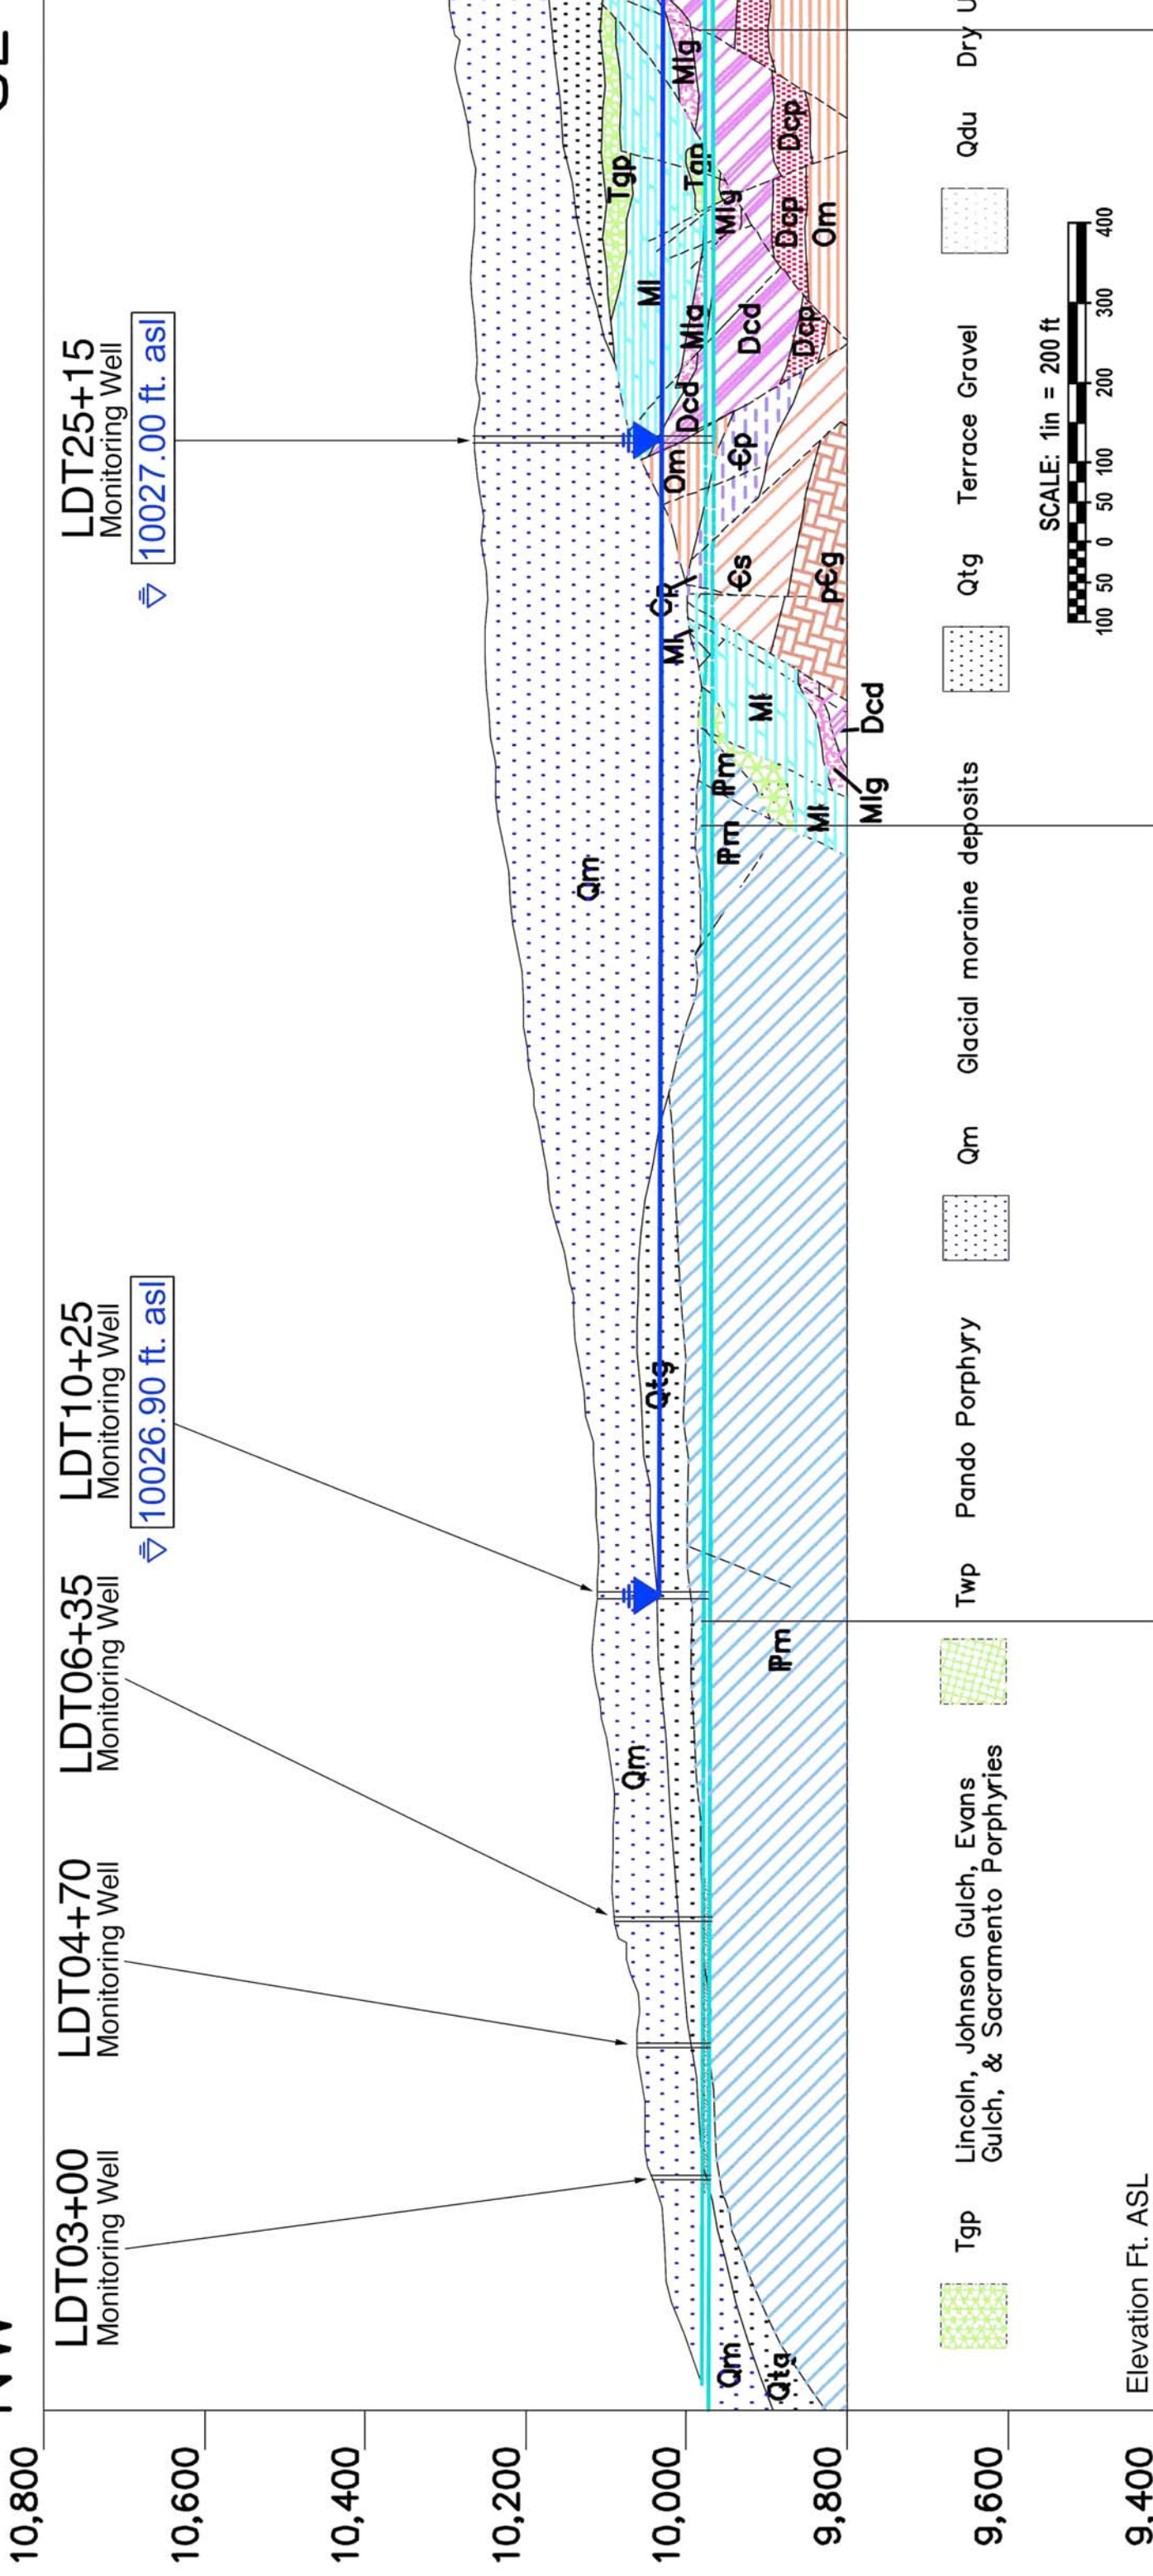 NW
LDT03+00
Monitoring Well
LDT04+70
Monitoring Well
LDT06+35
Monitoring Well
LDT10+25
Monitoring Well
10026.90 ft. asl
LDT25+15
Monitoring Well
10027.00 ft. asl
10,800
10,600
10,400
10,200
10,000
9,800
9,600
9,400
Elevation Ft. ASL
Qm
Qtg
Qm
Qtg
Qm
Pm
Pm
Pm
Ml
Ml
Mlg
Dcd
Ml
Єs
pЄg
Єp
Om
Dcd
Mlg
Ml
Dcd
Dcp
Tgp
Tgp
Mlg
Mlg
Dcp
Dcp
Om
Tgp
Lincoln, Johnson Gulch, Evans
Gulch, & Sacramento Porphyries
Twp
Pando Porphyry
Qm
Glacial moraine deposits
Qtg
Terrace Gravel
Qdu
Dry
SCALE: 1in = 200 ft
100 50 0 50 100 200 300 400